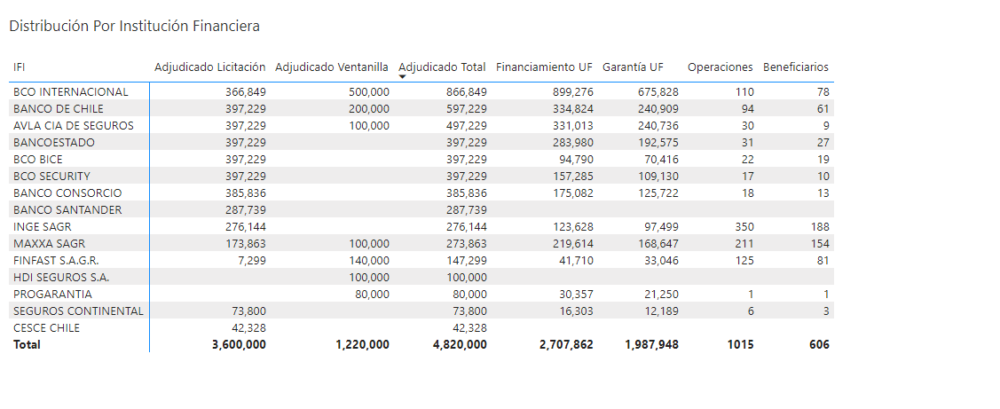 Distribución Por Institución Financiera
IFI Adjudicado Licitación Adjudicado Ventanilla Adjudicado Total Financiamiento UF Garantía UF Operaciones Beneficiarios
BCO INTERNACIONAL 366,849 500,000 866,849 899,276 675,828 110 78
BANCO DE CHILE 397,229 200,000 597,229 334,824 240,909 94 61
AVLA CIA DE SEGUROS 397,229 100,000 497,229 331,013 240,736 30 9
BANCOESTADO 397,229 397,229 283,980 192,575 31 27
BCO BICE 397,229 397,229 94,790 70,416 22 19
BCO SECURITY 397,229 397,229 157,285 109,130 17 10
BANCO CONSORCIO 385,836 385,836 175,082 125,722 18 13
BANCO SANTANDER 287,739 287,739
INGE SAGR 276,144 276,144 123,628 97,499 350 188
MAXXA SAGR 173,863 100,000 273,863 219,614 168,647 211 154
FINFAST S.A.G.R. 7,299 140,000 147,299 41,710 33,046 125 81
HDI SEGUROS S.A. 100,000 100,000
PROGARANTIA 80,000 80,000 30,357 21,250 1 1
SEGUROS CONTINENTAL 73,800 73,800 16,303 12,189 6 3
CESCE CHILE 42,328 42,328
Total 3,600,000 1,220,000 4,820,000 2,707,862 1,987,948 1015 606